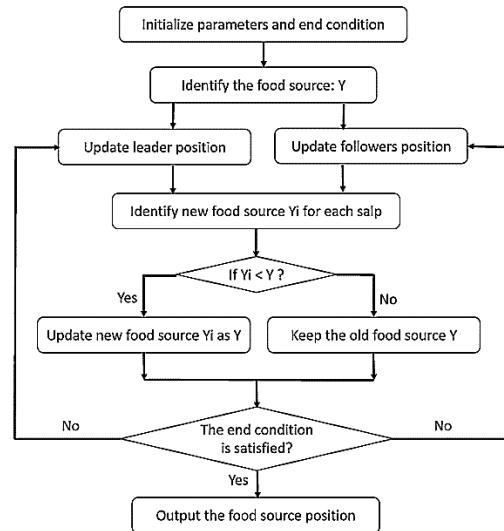 Initialize parameters and end condition
Identify the food source: Y
Update leader position
Update followers position
Identify new food source Yi for each salp
If Yi < Y ?
Yes
No
Update new food source Yi as Y
Keep the old food source Y
No
The end condition
is satisfied?
No
Yes
Output the food source position